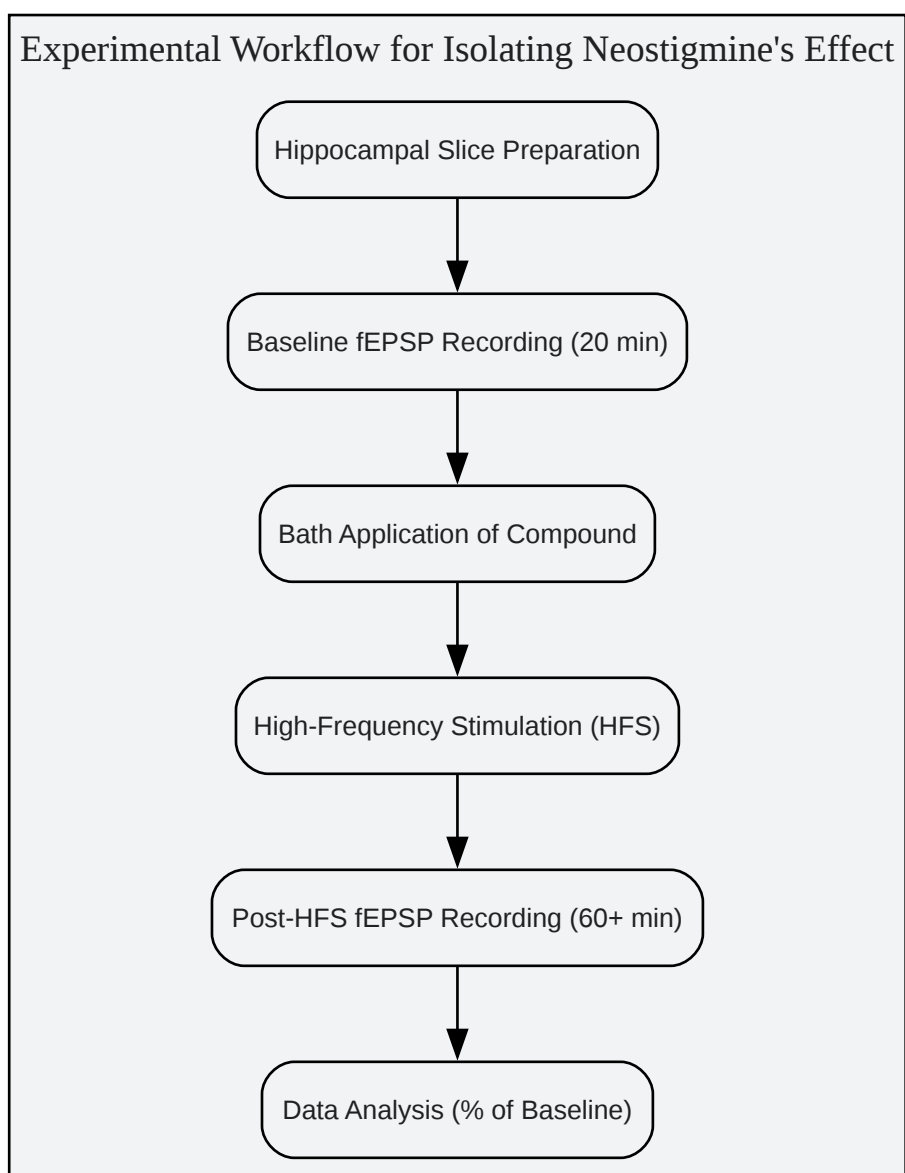 Experimental Workflow for Isolating Neostigmine's Effect
Hippocampal Slice Preparation
Baseline fEPSP Recording (20 min)
Bath Application of Compound
High-Frequency Stimulation (HFS)
Post-HFS fEPSP Recording (60+ min)
Data Analysis (% of Baseline)